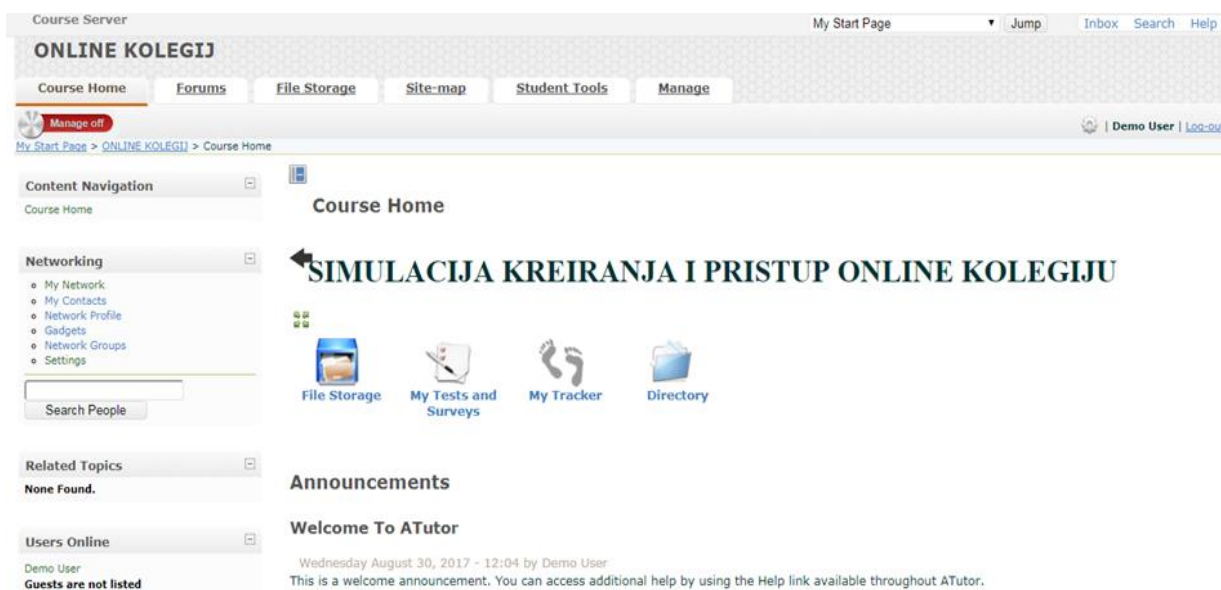 Course Server
My Start Page Jump Inbox Search Help
ONLINE KOLEGIJ
Course Home Forums File Storage Site-map Student Tools Manage
Manage off
| Demo User | Log-ou
My Start Page > ONLINE KOLEGIJ > Course Home
Content Navigation
Course Home
Networking
My Network
My Contacts
Network Profile
Gadgets
Network Groups
Settings
Search People
Related Topics
None Found.
Users Online
Demo User
Guests are not listed
Course Home
SIMULACIJA KREIRANJA I PRISTUP ONLINE KOLEGIJU
File Storage
My Tests and
Surveys
My Tracker
Directory
Announcements
Welcome To ATutor
Wednesday August 30, 2017 - 12:04 by Demo User
This is a welcome announcement. You can access additional help by using the Help link available throughout ATutor.